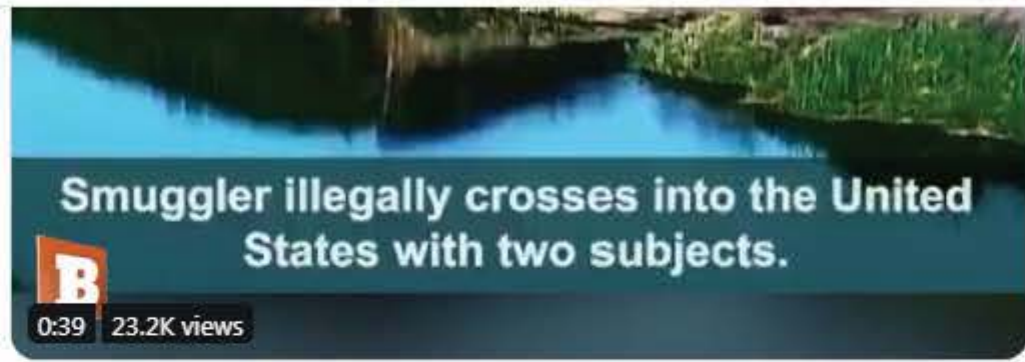 Smuggler illegally crosses into the United
States with two subjects.
B
0:39 23.2K views